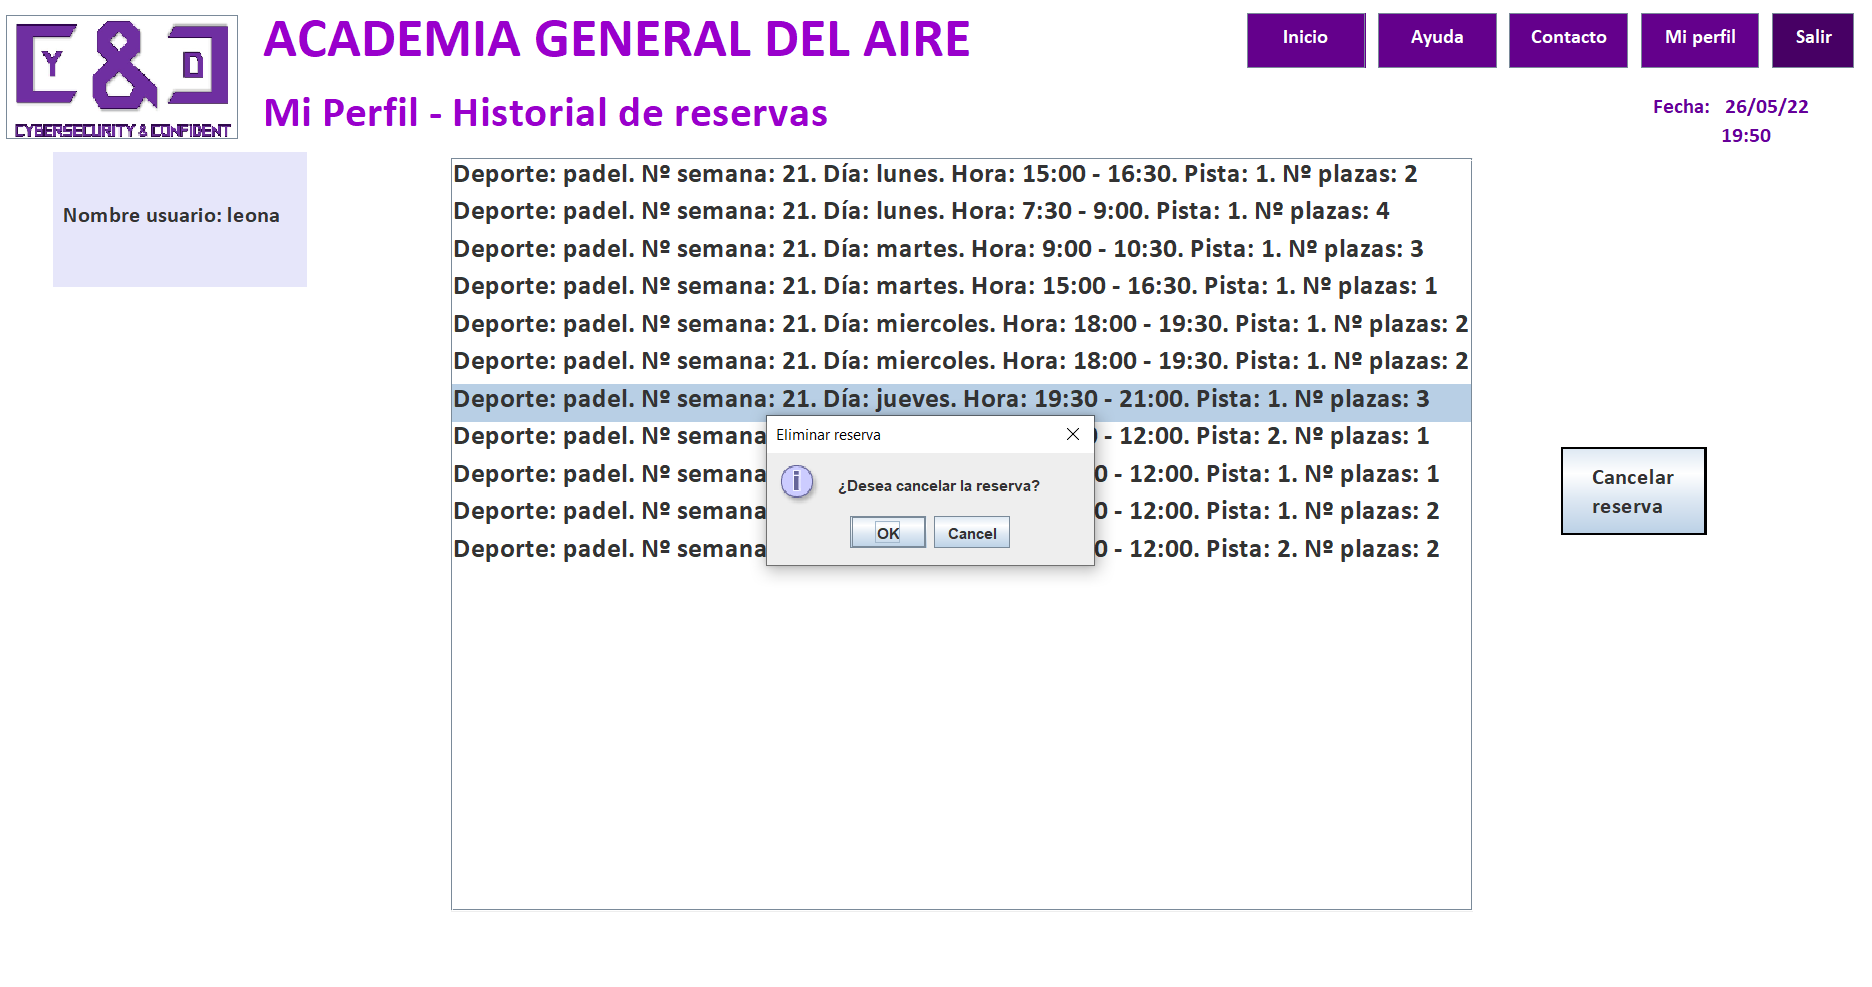 Y & D
CYBERSECURITY & CONFIDENT
ACADEMIA GENERAL DEL AIRE
Inicio
Ayuda
Contacto
Mi perfil
Salir
Mi Perfil - Historial de reservas
Fecha: 26/05/22
19:50
Nombre usuario: leona
Deporte: padel. Nº semana: 21. Día: lunes. Hora: 15:00 - 16:30. Pista: 1. Nº plazas: 2
Deporte: padel. Nº semana: 21. Día: lunes. Hora: 7:30 - 9:00. Pista: 1. Nº plazas: 4
Deporte: padel. Nº semana: 21. Día: martes. Hora: 9:00 - 10:30. Pista: 1. Nº plazas: 3
Deporte: padel. Nº semana: 21. Día: martes. Hora: 15:00 - 16:30. Pista: 1. Nº plazas: 1
Deporte: padel. Nº semana: 21. Día: miercoles. Hora: 18:00 - 19:30. Pista: 1. Nº plazas: 2
Deporte: padel. Nº semana: 21. Día: miercoles. Hora: 18:00 - 19:30. Pista: 1. Nº plazas: 2
Deporte: padel. Nº semana: 21. Día: jueves. Hora: 19:30 - 21:00. Pista: 1. Nº plazas: 3
Deporte: padel. Nº semana - 12:00. Pista: 2. Nº plazas: 1
Deporte: padel. Nº semana 0 - 12:00. Pista: 1. Nº plazas: 1
Deporte: padel. Nº semana 0 - 12:00. Pista: 1. Nº plazas: 2
Deporte: padel. Nº semana 0 - 12:00. Pista: 2. Nº plazas: 2
Eliminar reserva
¿Desea cancelar la reserva?
OK
Cancel
Cancelar
reserva